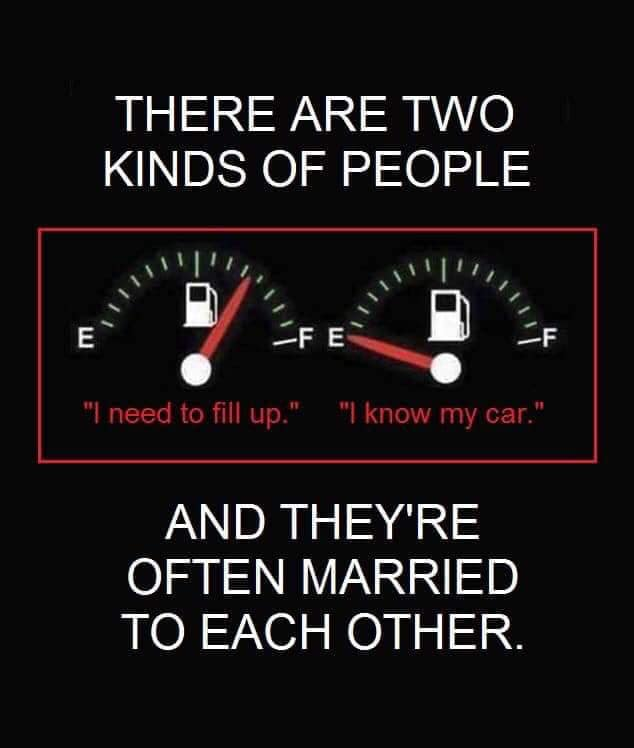 THERE ARE TWO
KINDS OF PEOPLE
E F E F
"I need to fill up." "I know my car."
AND THEY'RE
OFTEN MARRIED
TO EACH OTHER.